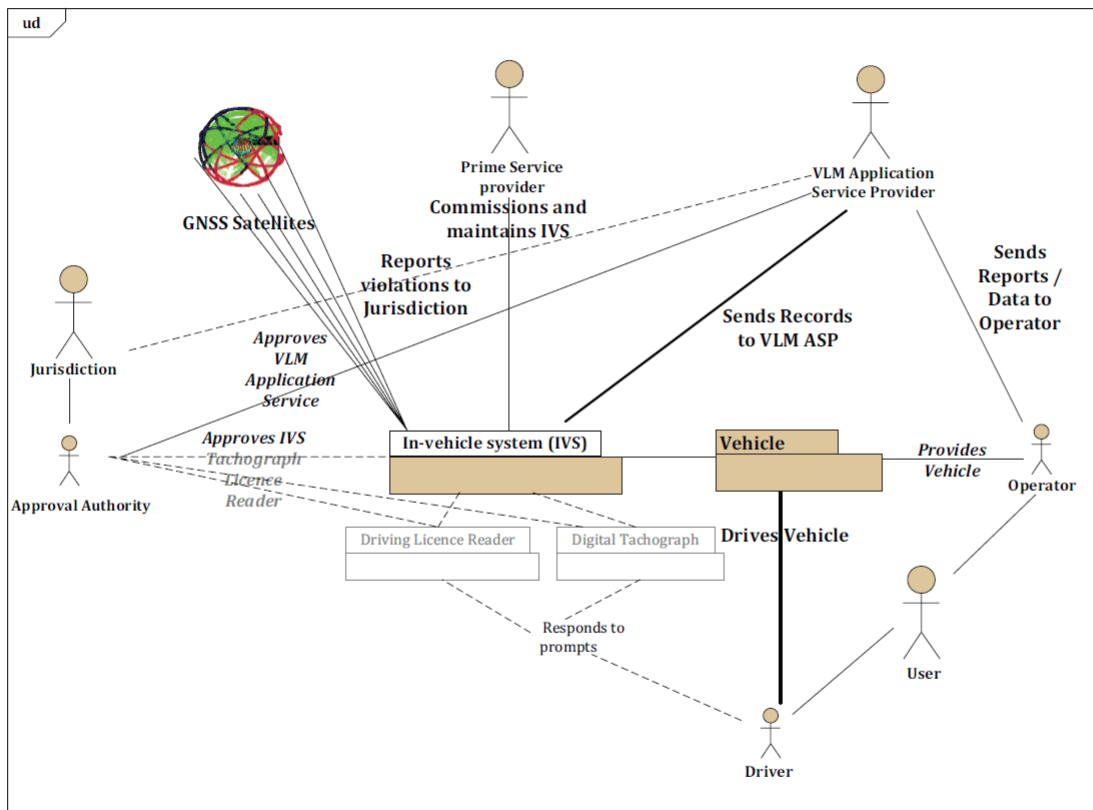 ud
Prime Service
provider
Commissions and
maintains IVS
VLM Application
Service Provider
GNSS Satellites
Reports
violations to
Jurisdiction
Sends
Reports /
Data to
Operator
Sends Records
to VLM ASP
Jurisdiction
Approves
VLM
Application
Service
Approves IVS
Tachograph
Licence
Reader
Approval Authority
In-vehicle system (IVS)
Vehicle
Provides
Vehicle
Operator
Driving Licence Reader
Digital Tachograph
Drives Vehicle
Responds to
prompts
User
Driver